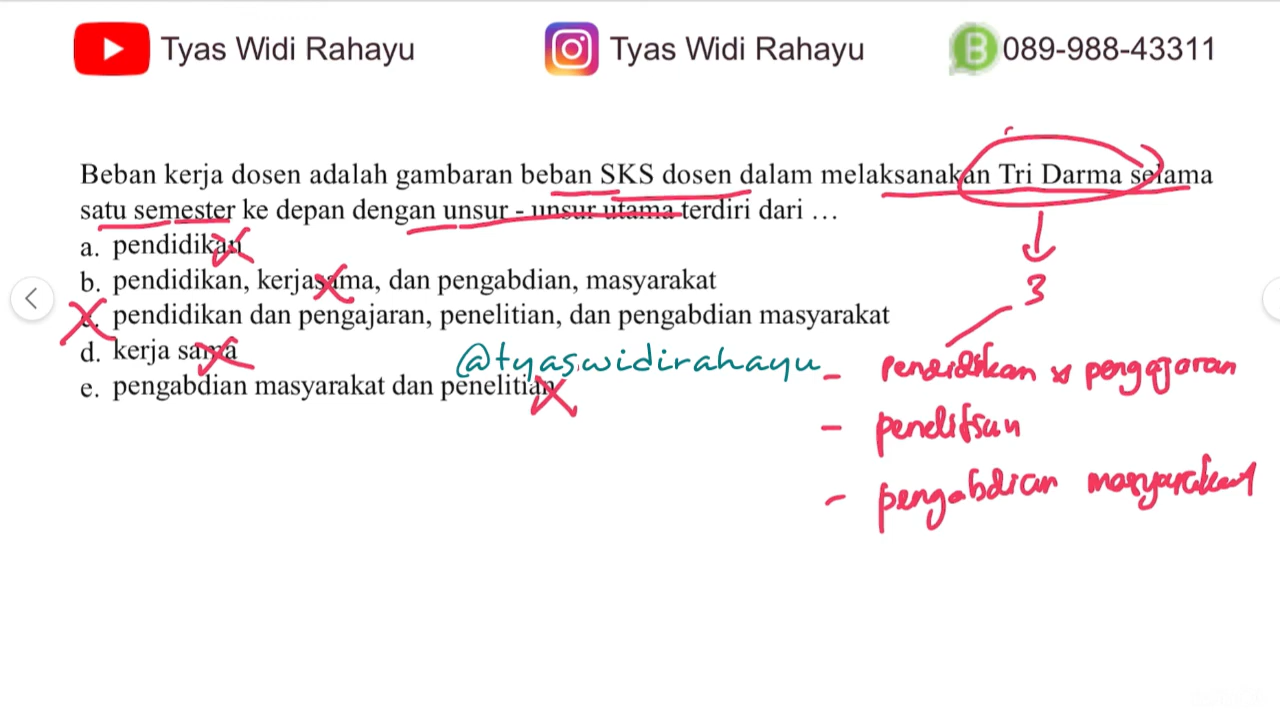 Tyas Widi Rahayu
Tyas Widi Rahayu
089-988-43311
Beban kerja dosen adalah gambaran beban SKS dosen dalam melaksanakan Tri Darma selama
satu semester ke depan dengan unsur - unsur utama terdiri dari …
a. pendidikan
b. pendidikan, kerjasama, dan pengabdian, masyarakat
pendidikan dan pengajaran, penelitian, dan pengabdian masyarakat
d. kerja sama
e. pengabdian masyarakat dan penelitian
@tyaswidirahayu
3
- pendidikan & pengajaran
- penelitian
- pengabdian masyarakat